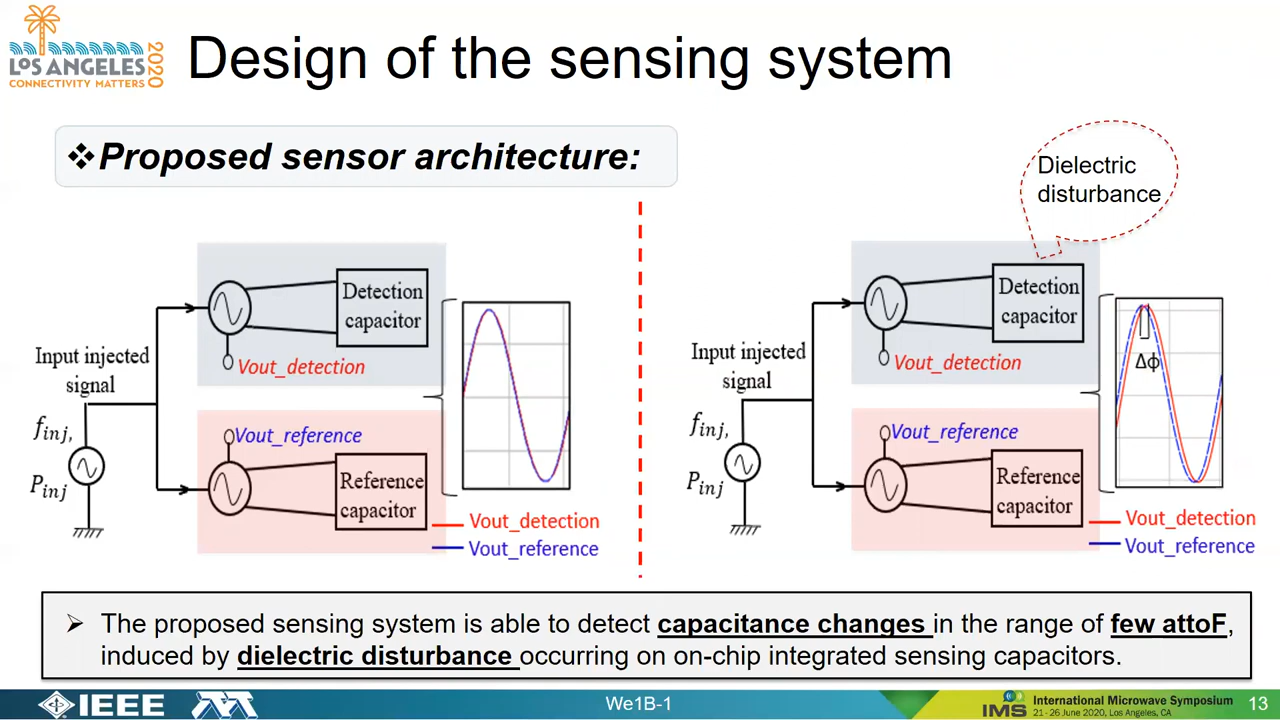 LOS ANGELES
2020
CONNECTIVITY MATTERS
Design of the sensing system
❖Proposed sensor architecture:
Detection
capacitor
Vout_detection
Input injected
signal
f_inj,
P_inj
Vout_reference
Reference
capacitor
Vout_detection
Vout_reference
Dielectric
disturbance
Detection
capacitor
Vout_detection
Input injected
signal
f_inj,
P_inj
Δϕ
Vout_reference
Reference
capacitor
Vout_detection
Vout_reference
➢ The proposed sensing system is able to detect capacitance changes in the range of few attoF,
induced by dielectric disturbance occurring on on-chip integrated sensing capacitors.
IEEE
We1B-1
IMS
International Microwave Symposium
21 - 26 June 2020, Los Angeles, CA
13